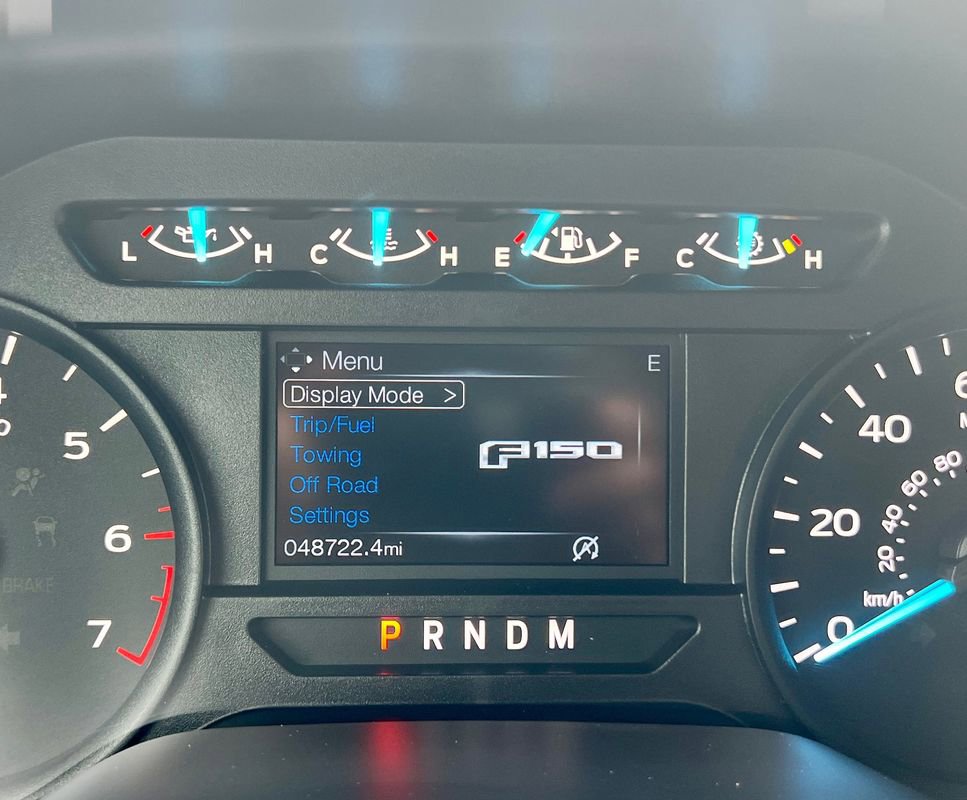 L H C H E F C H
Menu E
Display Mode >
Trip/Fuel
Towing
F150
Off Road
Settings
048722.4mi
P R N D M
5
6
7
BRAKE
40
20
0
80
60
40
20
km/h